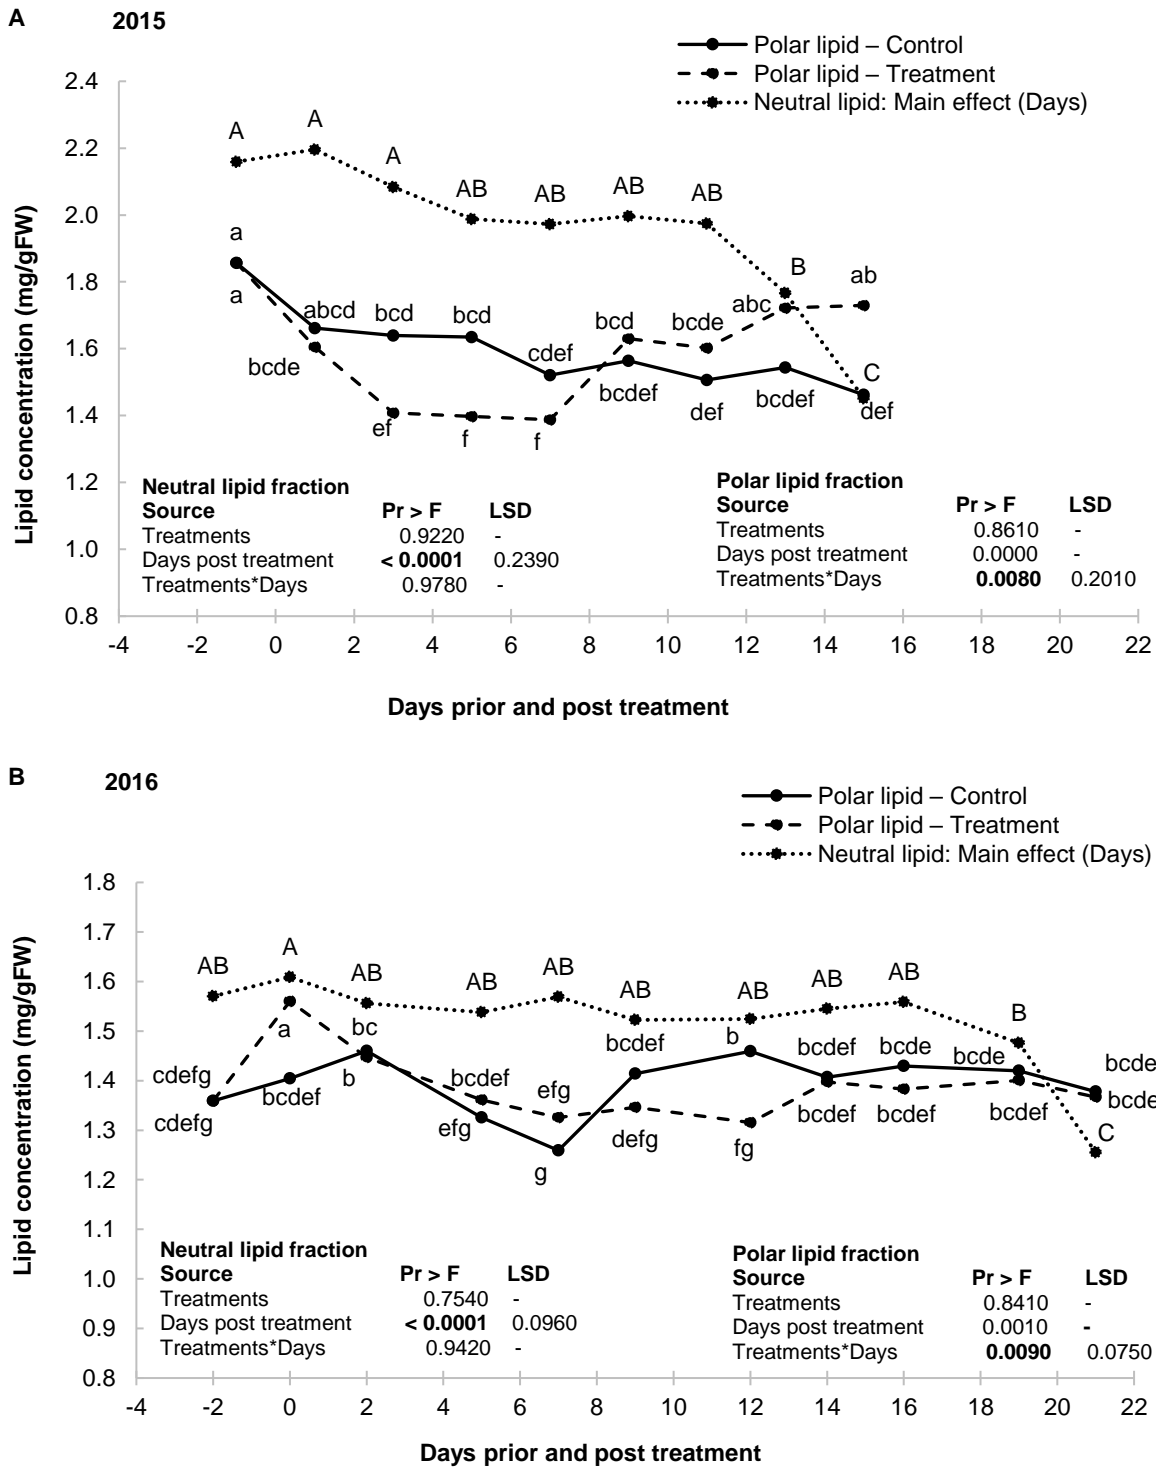 A
2015
Polar lipid – Control
Polar lipid – Treatment
Neutral lipid: Main effect (Days)
Lipid concentration (mg/gFW)
2.4
2.2
2.0
1.8
1.6
1.4
1.2
1.0
0.8
A A A AB AB AB AB B C
a abcd bcd bcd cdef bcdef def bcdef def
a bcde ef f f bcd bcde abc ab
Neutral lipid fraction
Source Pr > F LSD
Treatments 0.9220 -
Days post treatment < 0.0001 0.2390
Treatments*Days 0.9780 -
Polar lipid fraction
Source Pr > F LSD
Treatments 0.8610 -
Days post treatment 0.0000 -
Treatments*Days 0.0080 0.2010
-4 -2 0 2 4 6 8 10 12 14 16 18 20 22
Days prior and post treatment
B
2016
Polar lipid – Control
Polar lipid – Treatment
Neutral lipid: Main effect (Days)
Lipid concentration (mg/gFW)
1.8
1.7
1.6
1.5
1.4
1.3
1.2
1.1
1.0
0.9
0.8
AB A AB AB AB AB AB AB AB B C
cdefg a bc bcdef efg bcdef b bcdef bcde bcde bcde
cdefg bcdef b efg g defg fg bcdef bcdef bcdef bcde
Neutral lipid fraction
Source Pr > F LSD
Treatments 0.7540 -
Days post treatment < 0.0001 0.0960
Treatments*Days 0.9420 -
Polar lipid fraction
Source Pr > F LSD
Treatments 0.8410 -
Days post treatment 0.0010 -
Treatments*Days 0.0090 0.0750
-4 -2 0 2 4 6 8 10 12 14 16 18 20 22
Days prior and post treatment